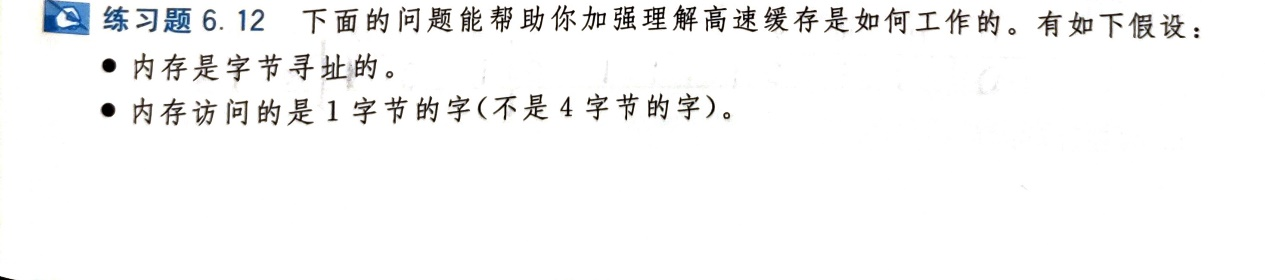 练习题 6.12 下面的问题能帮助你加强理解高速缓存是如何工作的。有如下假设：
● 内存是字节寻址的。
● 内存访问的是 1 字节的字(不是 4 字节的字)。